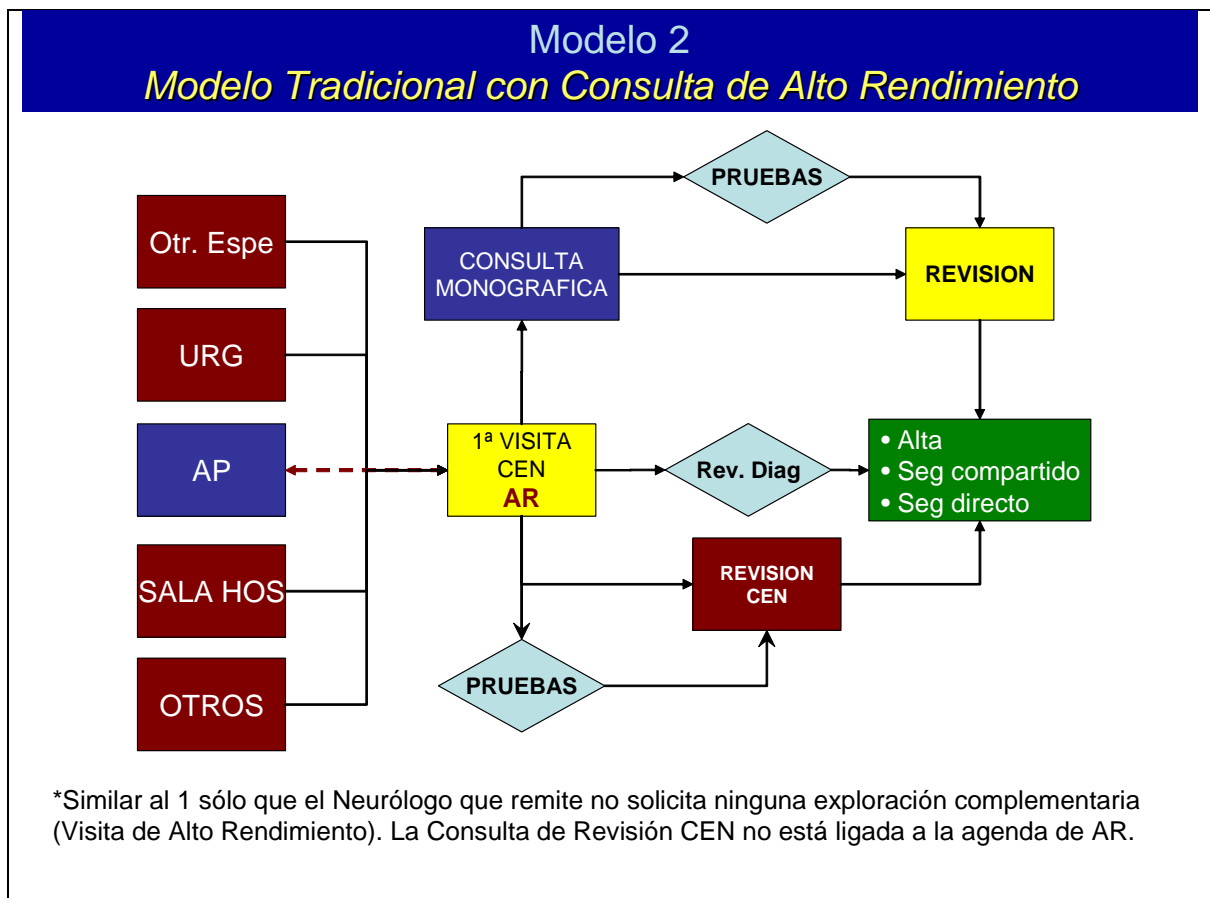 Modelo 2
Modelo Tradicional con Consulta de Alto Rendimiento
PRUEBAS
Otr. Espe
CONSULTA
MONOGRAFICA
REVISION
URG
AP
1ª VISITA
CEN
AR
Rev. Diag
• Alta
• Seg compartido
• Seg directo
SALA HOS
REVISION
CEN
OTROS
PRUEBAS
*Similar al 1 sólo que el Neurólogo que remite no solicita ninguna exploración complementaria
(Visita de Alto Rendimiento). La Consulta de Revisión CEN no está ligada a la agenda de AR.